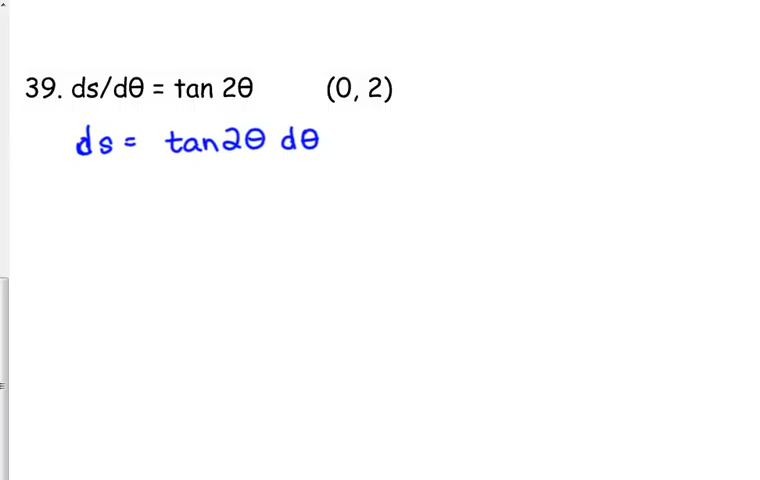 39. ds/dθ = tan 2θ (0, 2)
ds = tan2θ dθ